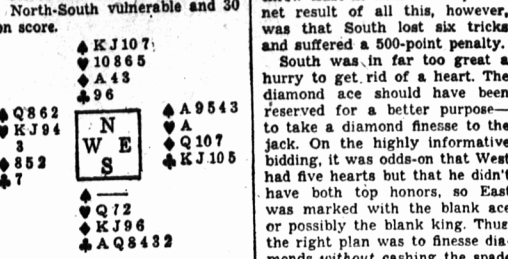 North-South vulnerable and 30
on score.
♠ K J 10 7
♥ 10 8 6 5
♦ A 4 3
♣ 9 6
♠ Q 8 6 2
♥ K J 9 4
3
♦ 8 5 2
♣ 7
N
W E
S
♠ A 9 5 4 3
♥ A
♦ Q 10 7
♣ K J 10 5
♠ —
♥ Q 7 2
♦ K J 9 6
♣ A Q 8 4 3 2
net result of all this, however,
was that South lost six tricks
and suffered a 500-point penalty.
South was in far too great a
hurry to get rid of a heart. The
diamond ace should have been
reserved for a better purpose—
to take a diamond finesse to the
jack. On the highly informative
bidding, it was odds-on that West
had five hearts but that he didn't
have both top honors, so East
was marked with the blank ace
or possibly the blank king. Thus
the right plan was to finesse dia-
monds without cashing the spade